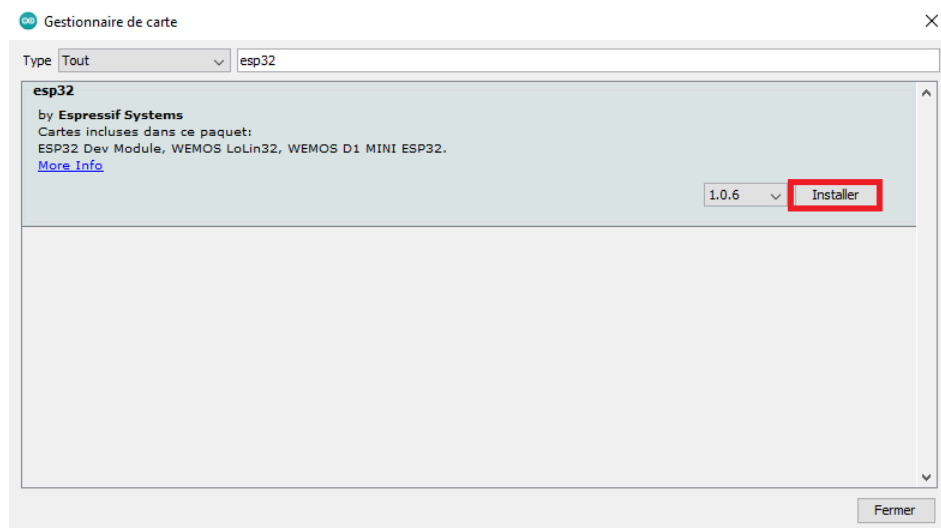 Gestionnaire de carte
Type Tout esp32
esp32
by Espressif Systems
Cartes incluses dans ce paquet:
ESP32 Dev Module, WEMOS LoLin32, WEMOS D1 MINI ESP32.
More Info
1.0.6 Installer
Fermer